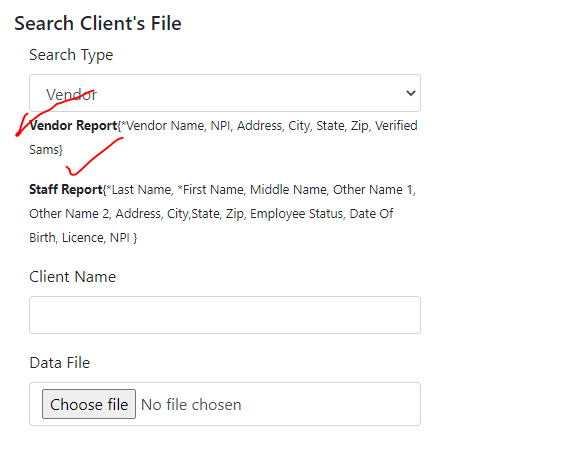 Search Client's File
Search Type
Vendor
Vendor Report{*Vendor Name, NPI, Address, City, State, Zip, Verified
Sams}
Staff Report{*Last Name, *First Name, Middle Name, Other Name 1,
Other Name 2, Address, City,State, Zip, Employee Status, Date Of
Birth, Licence, NPI }
Client Name
Data File
Choose file No file chosen